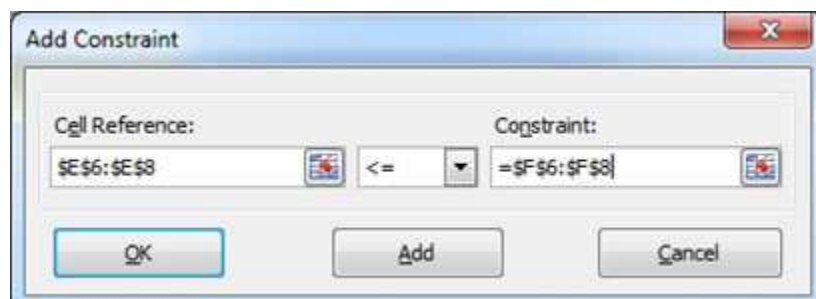 Add Constraint
Cell Reference: Constraint:
$E$6:$E$8 <= =$F$6:$F$8
OK Add Cancel